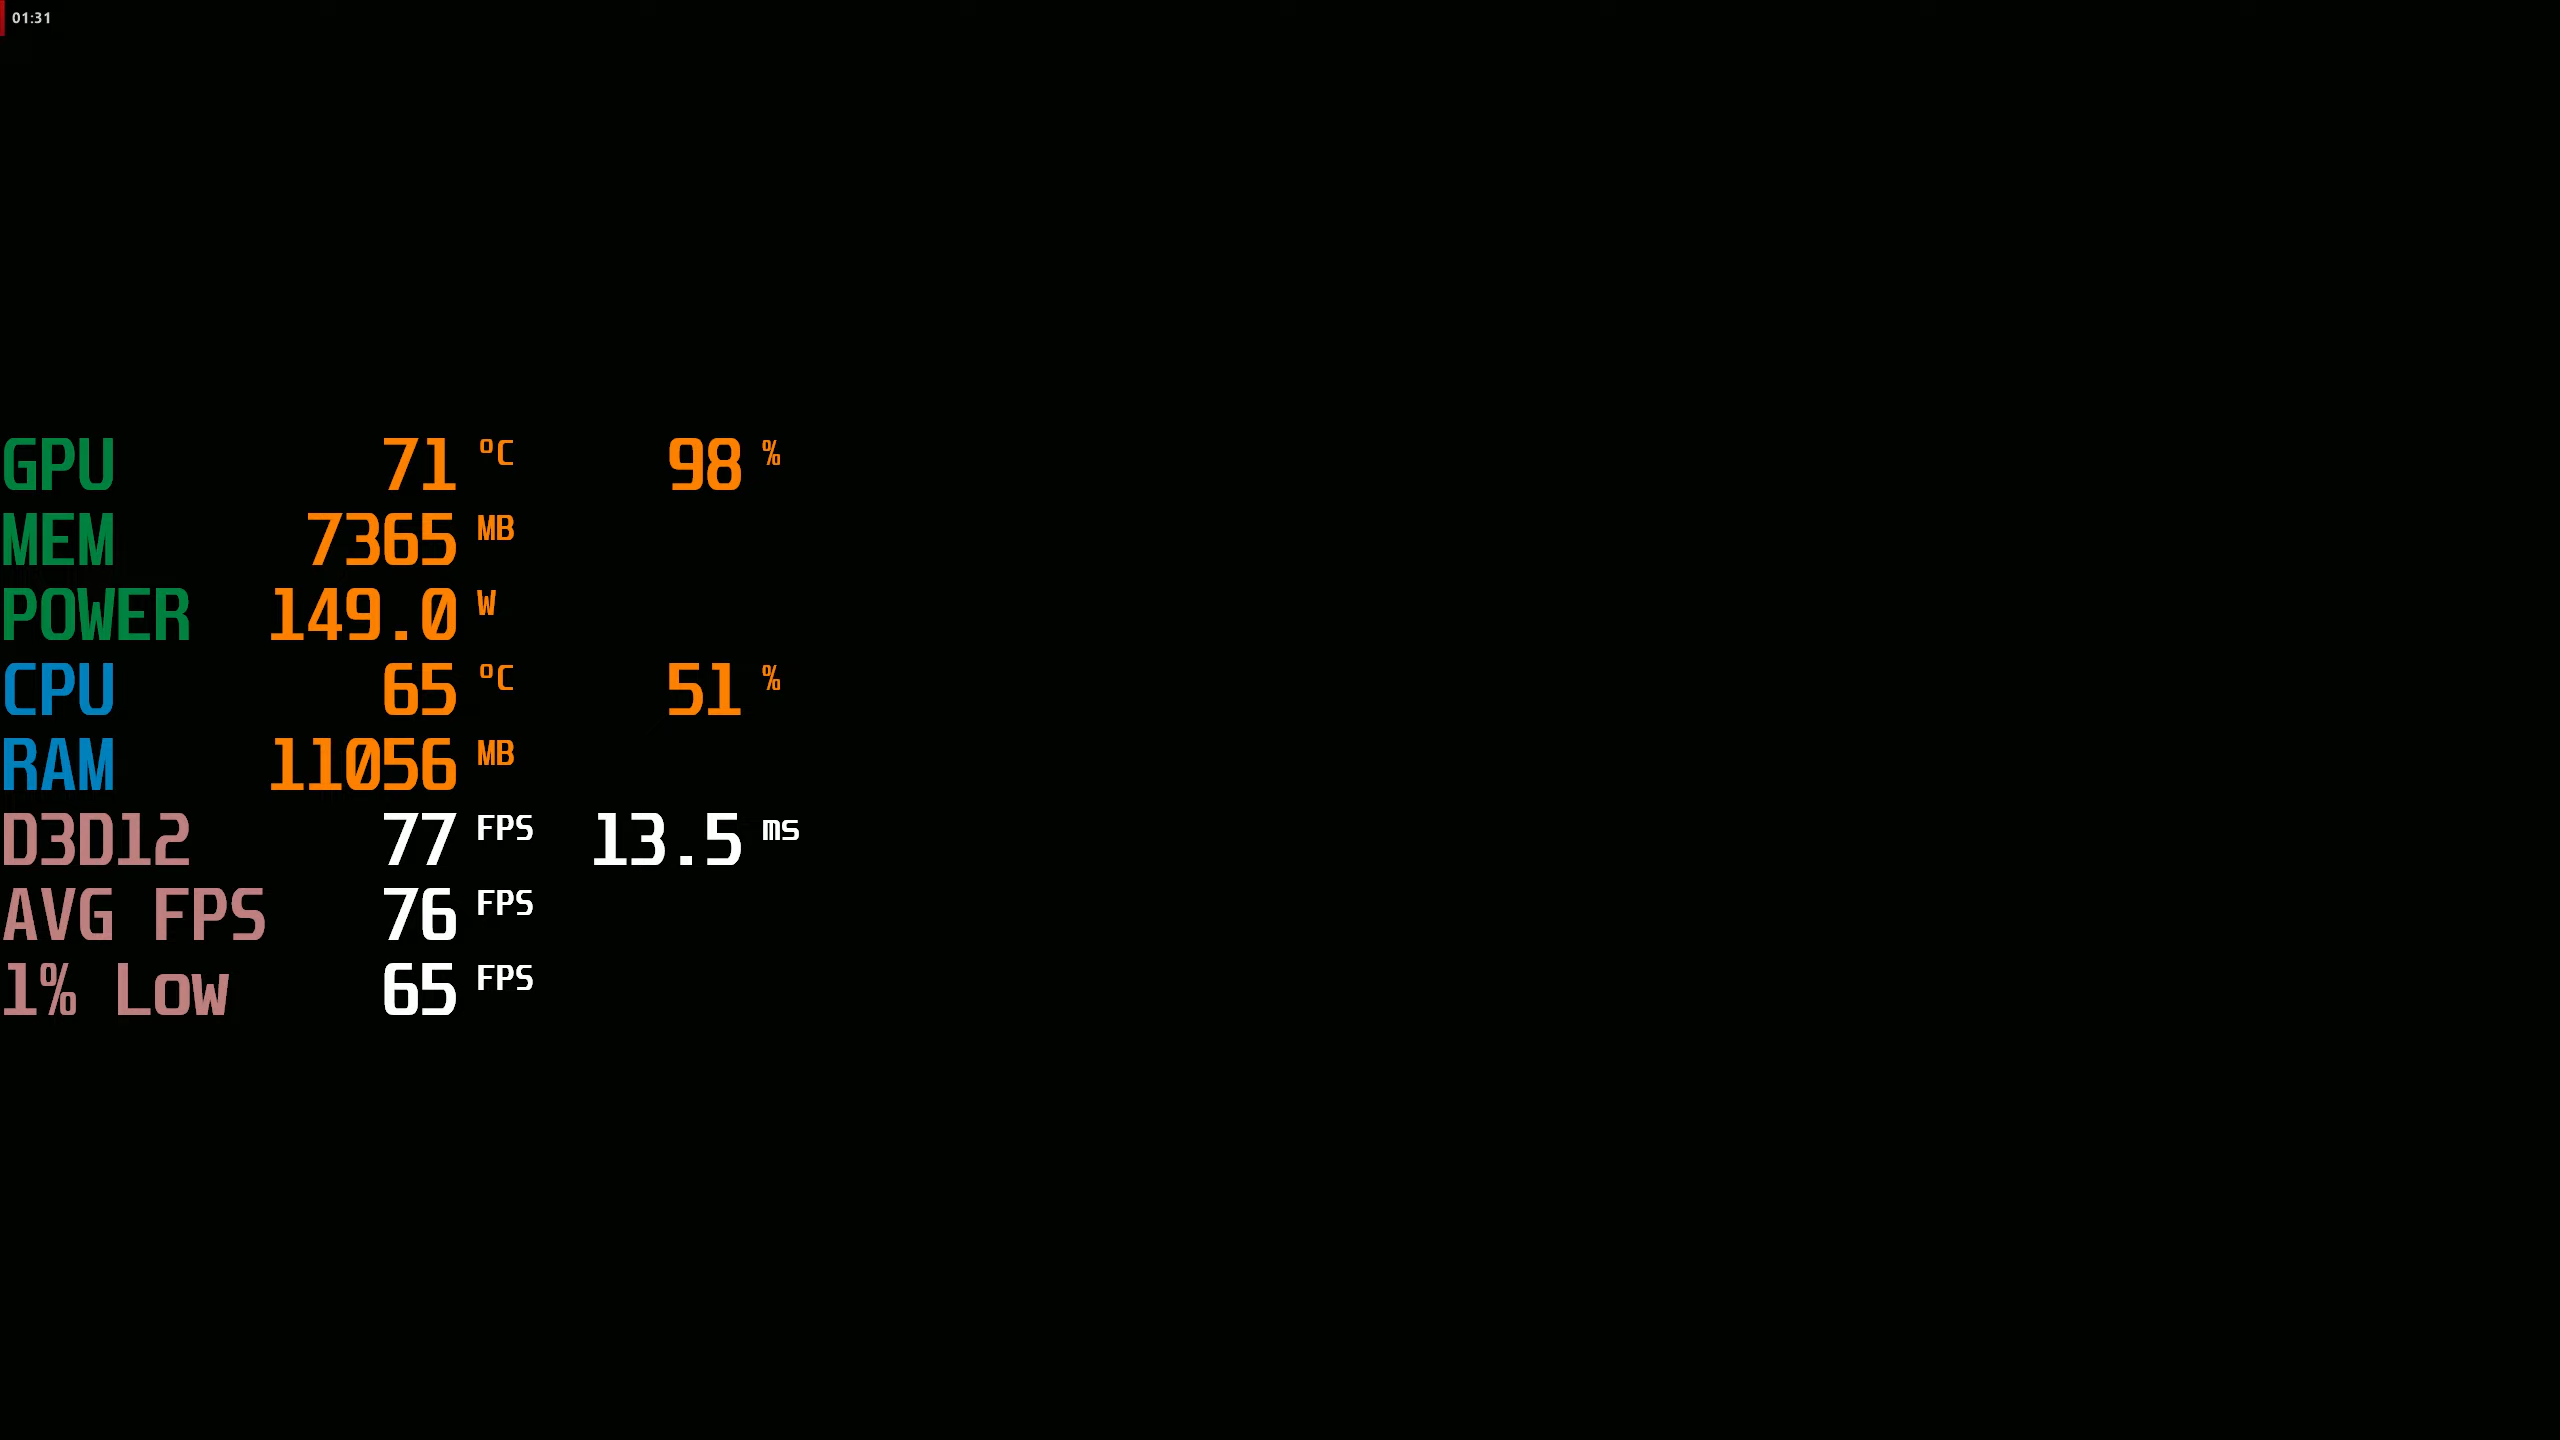 01:31
GPU 71 °C 98 %
MEM 7365 MB
POWER 149.0 W
CPU 65 °C 51 %
RAM 11056 MB
D3D12 77 FPS 13.5 ms
AVG FPS 76 FPS
1% Low 65 FPS